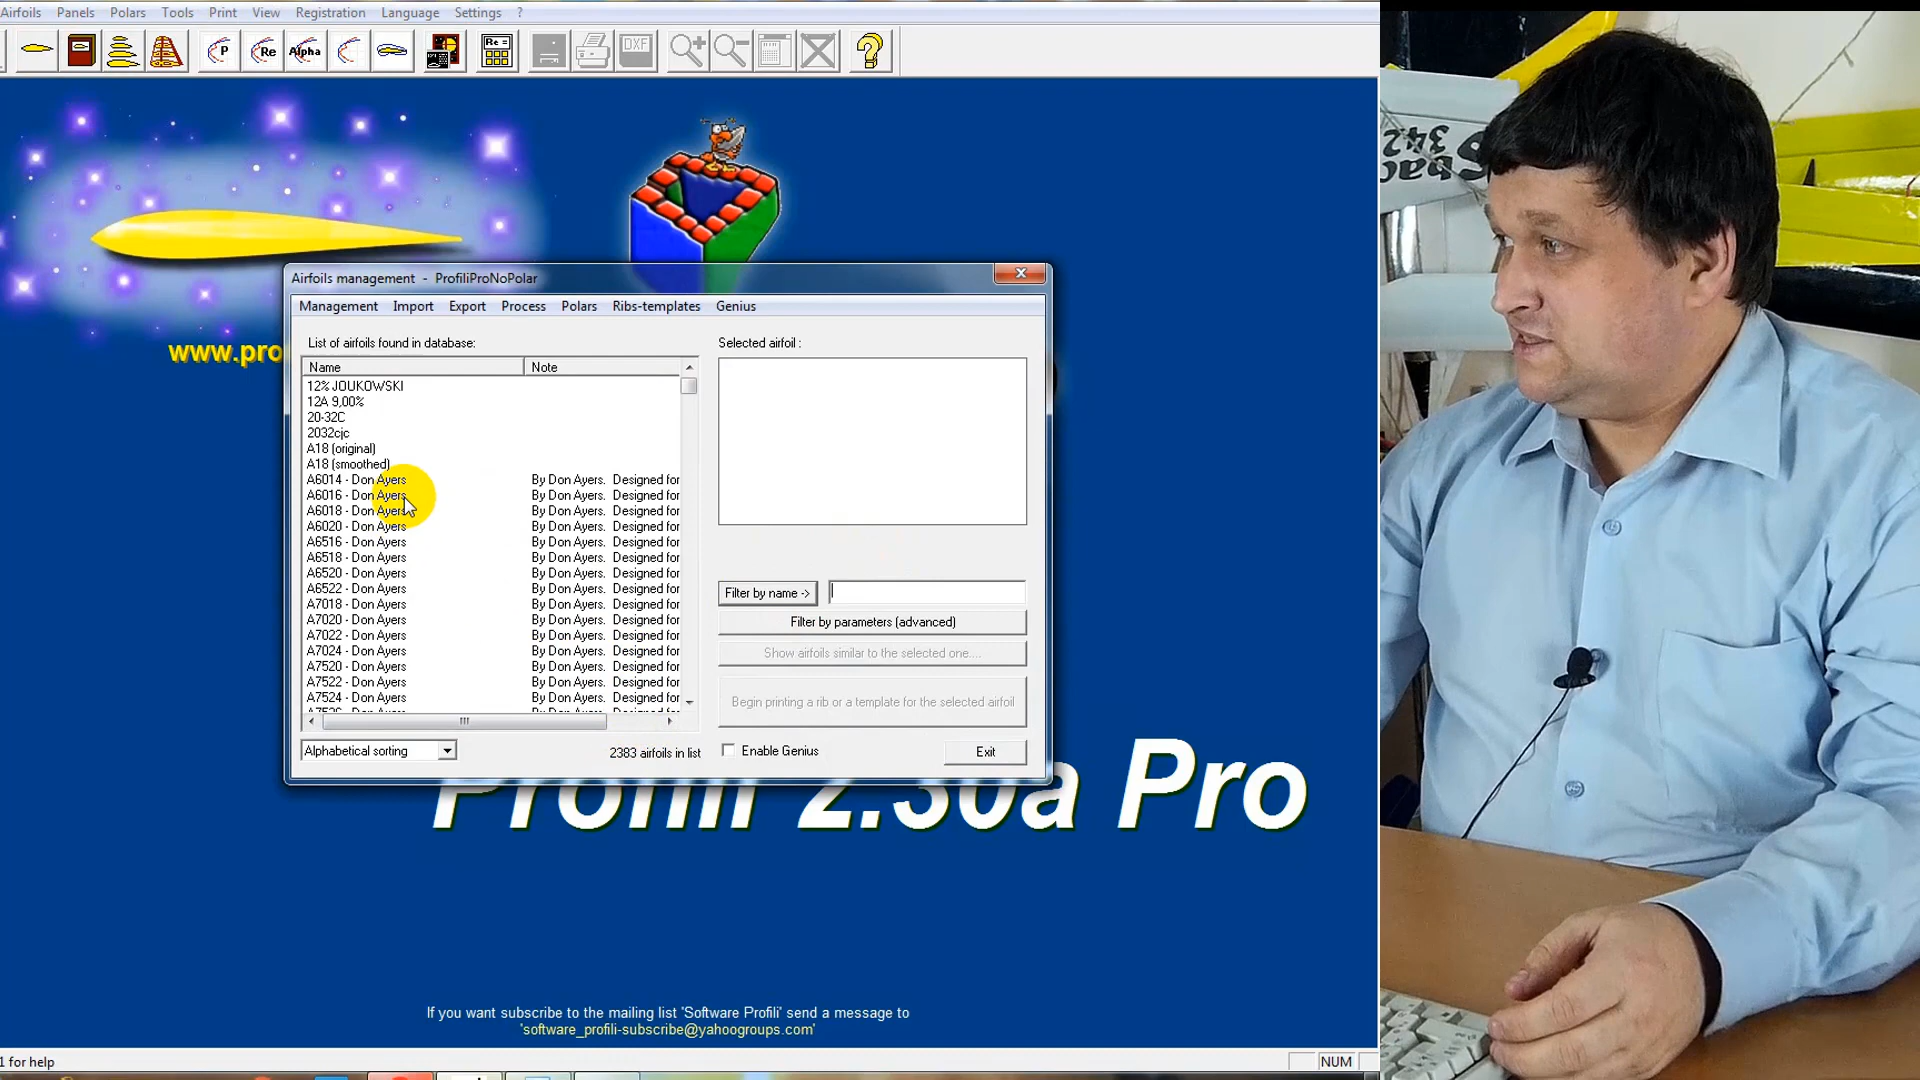 Airfoils Panels Polars Tools Print View Registration Language Settings ?
P Re Alpha Re = DXF
www.pro
Airfoils management - ProfiliProNoPolar
Management Import Export Process Polars Ribs-templates Genius
List of airfoils found in database:
Name Note
12% JOUKOWSKI
12A 9,00%
20-32C
2032cjc
A18 (original)
A18 (smoothed)
A6014 - Don Ayers By Don Ayers. Designed for
A6016 - Don Ayers By Don Ayers. Designed for
A6018 - Don Ayers By Don Ayers. Designed for
A6020 - Don Ayers By Don Ayers. Designed for
A6516 - Don Ayers By Don Ayers. Designed for
A6518 - Don Ayers By Don Ayers. Designed for
A6520 - Don Ayers By Don Ayers. Designed for
A6522 - Don Ayers By Don Ayers. Designed for
A7018 - Don Ayers By Don Ayers. Designed for
A7020 - Don Ayers By Don Ayers. Designed for
A7022 - Don Ayers By Don Ayers. Designed for
A7024 - Don Ayers By Don Ayers. Designed for
A7520 - Don Ayers By Don Ayers. Designed for
A7522 - Don Ayers By Don Ayers. Designed for
A7524 - Don Ayers By Don Ayers. Designed for
Alphabetical sorting
2383 airfoils in list
Selected airfoil :
Filter by name ->
Filter by parameters (advanced)
Show airfoils similar to the selected one....
Begin printing a rib or a template for the selected airfoil
Enable Genius
Exit
Profili 2.30a Pro
If you want subscribe to the mailing list 'Software Profili' send a message to
'software_profili-subscribe@yahoogroups.com'
1 for help
NUM
Space
342